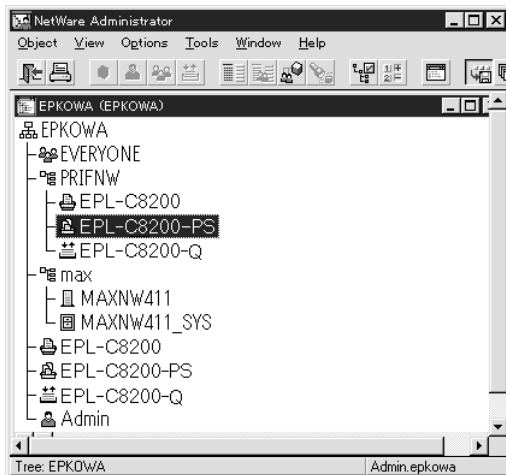 NetWare Administrator
Object View Options Tools Window Help
EPKOWA (EPKOWA)
EPKOWA
EVERYONE
PRIFNW
EPL-C8200
EPL-C8200-PS
EPL-C8200-Q
max
MAXNW411
MAXNW411_SYS
EPL-C8200
EPL-C8200-PS
EPL-C8200-Q
Admin
Tree: EPKOWA Admin.epkowa